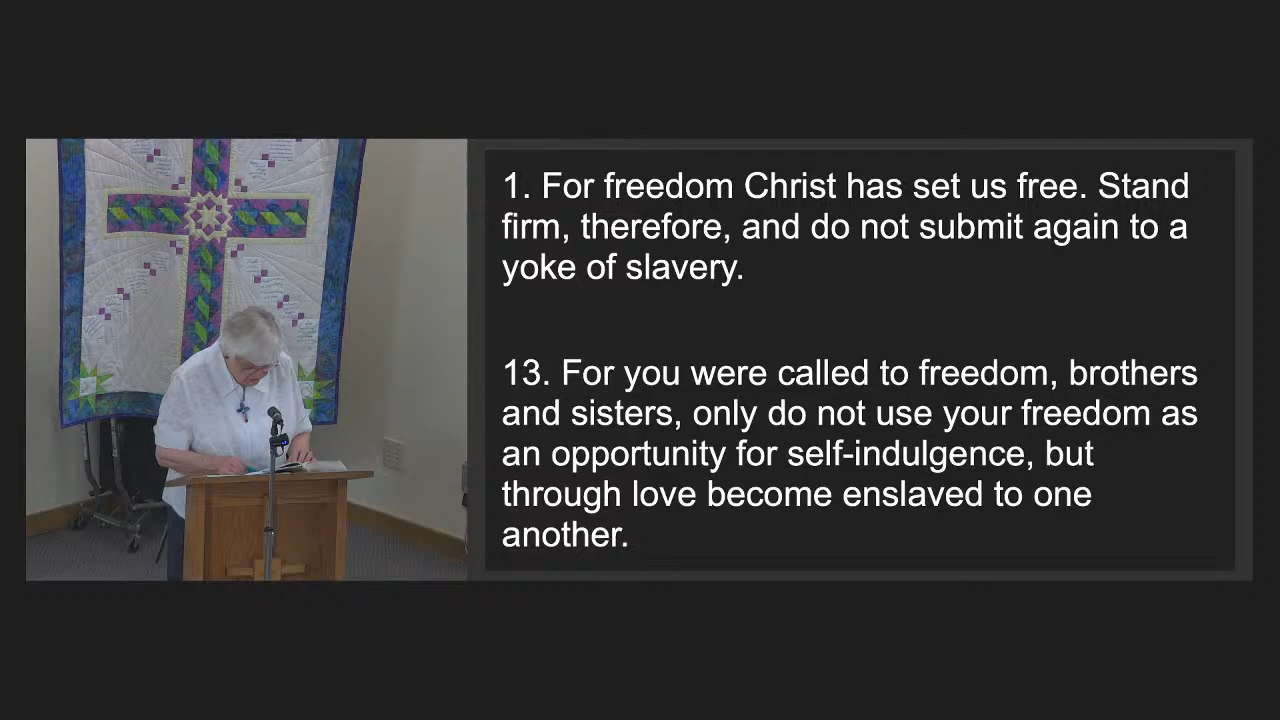 1. For freedom Christ has set us free. Stand
firm, therefore, and do not submit again to a
yoke of slavery.
13. For you were called to freedom, brothers
and sisters, only do not use your freedom as
an opportunity for self-indulgence, but
through love become enslaved to one
another.